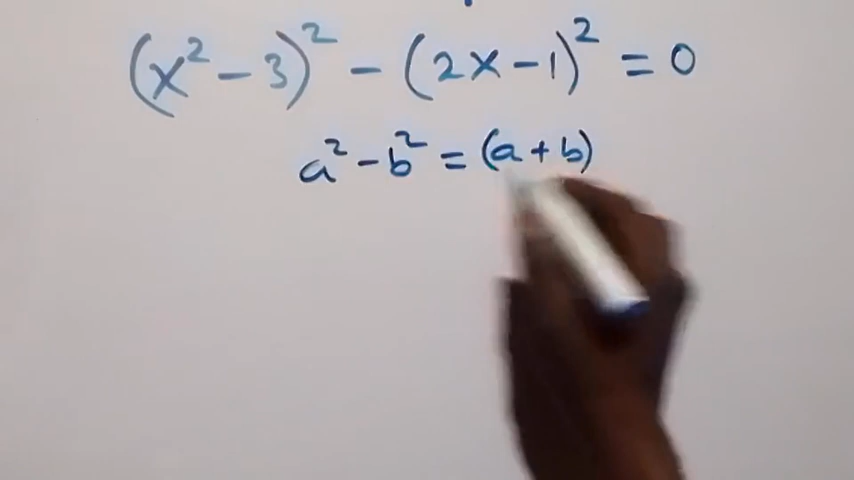 (x² - 3)² - (2x - 1)² = 0
a² - b² = (a + b)